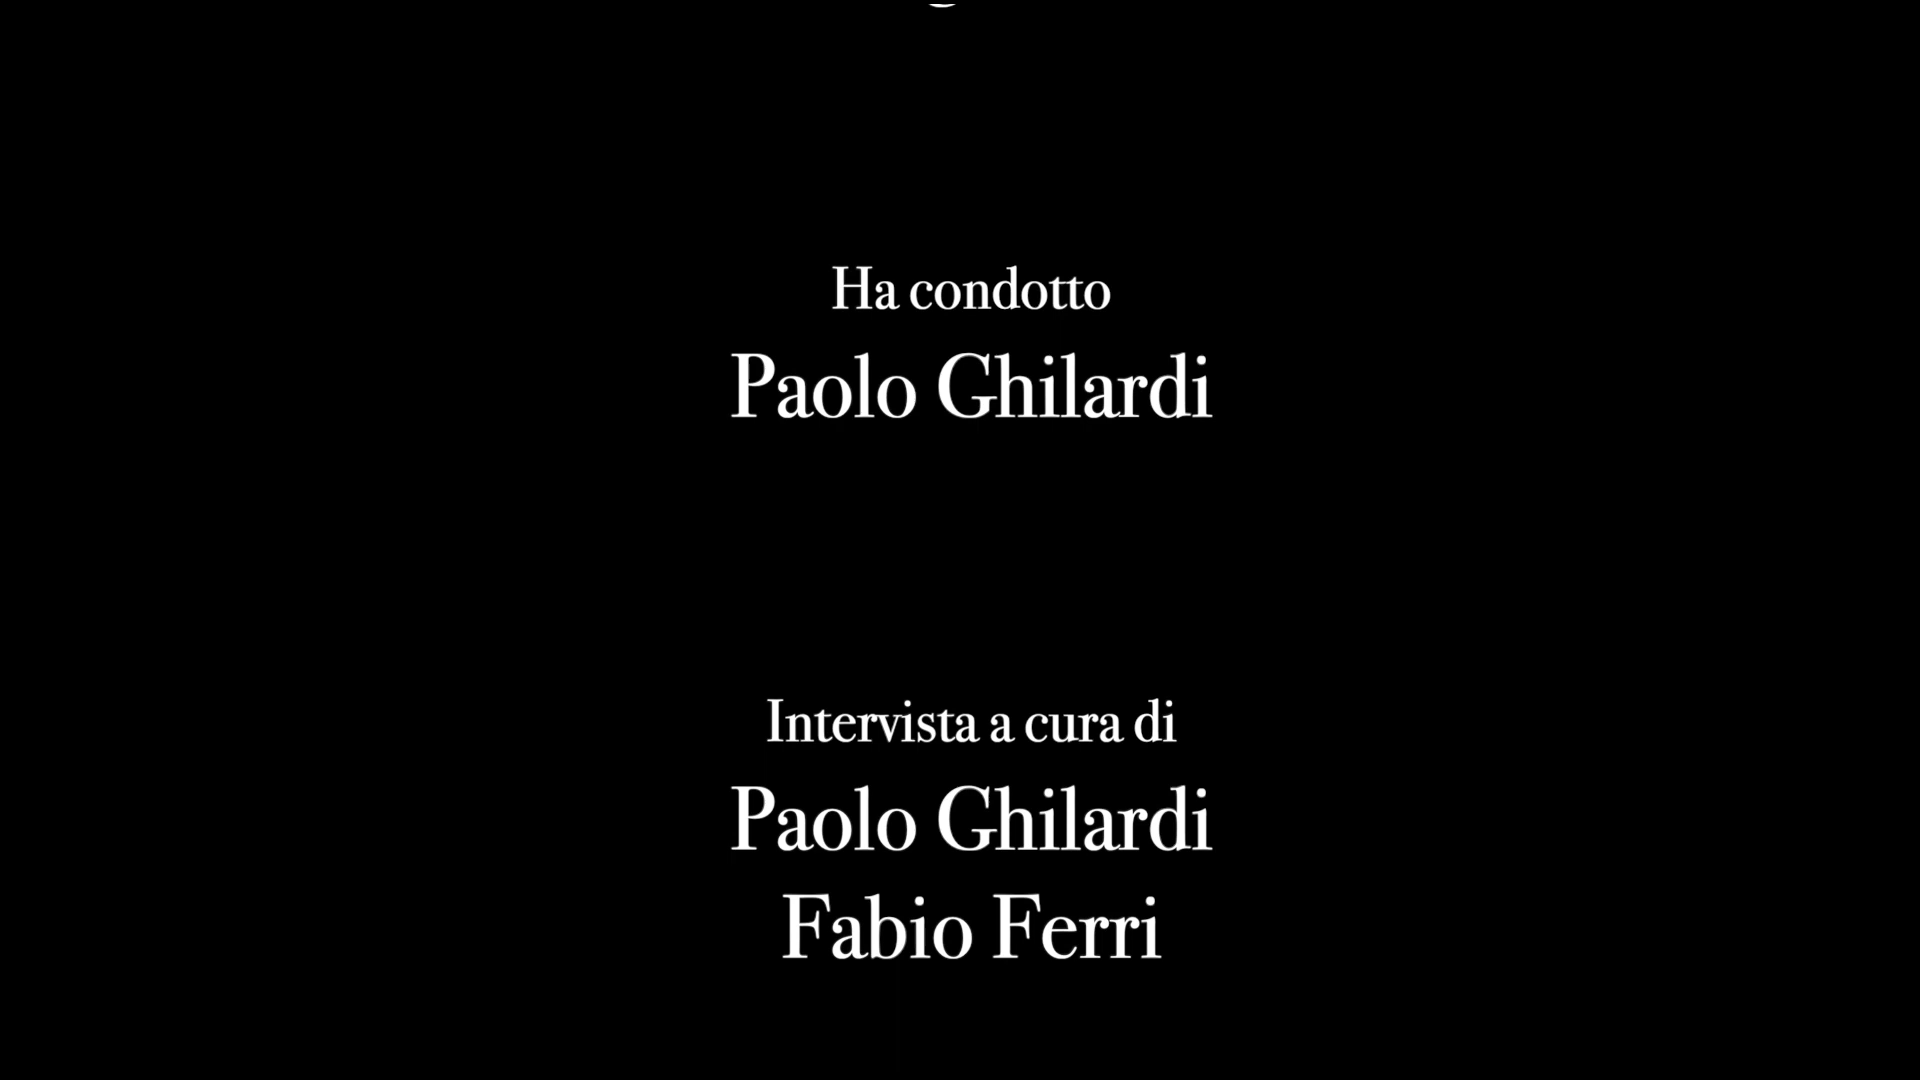 Ha condotto
Paolo Ghilardi
Intervista a cura di
Paolo Ghilardi
Fabio Ferri